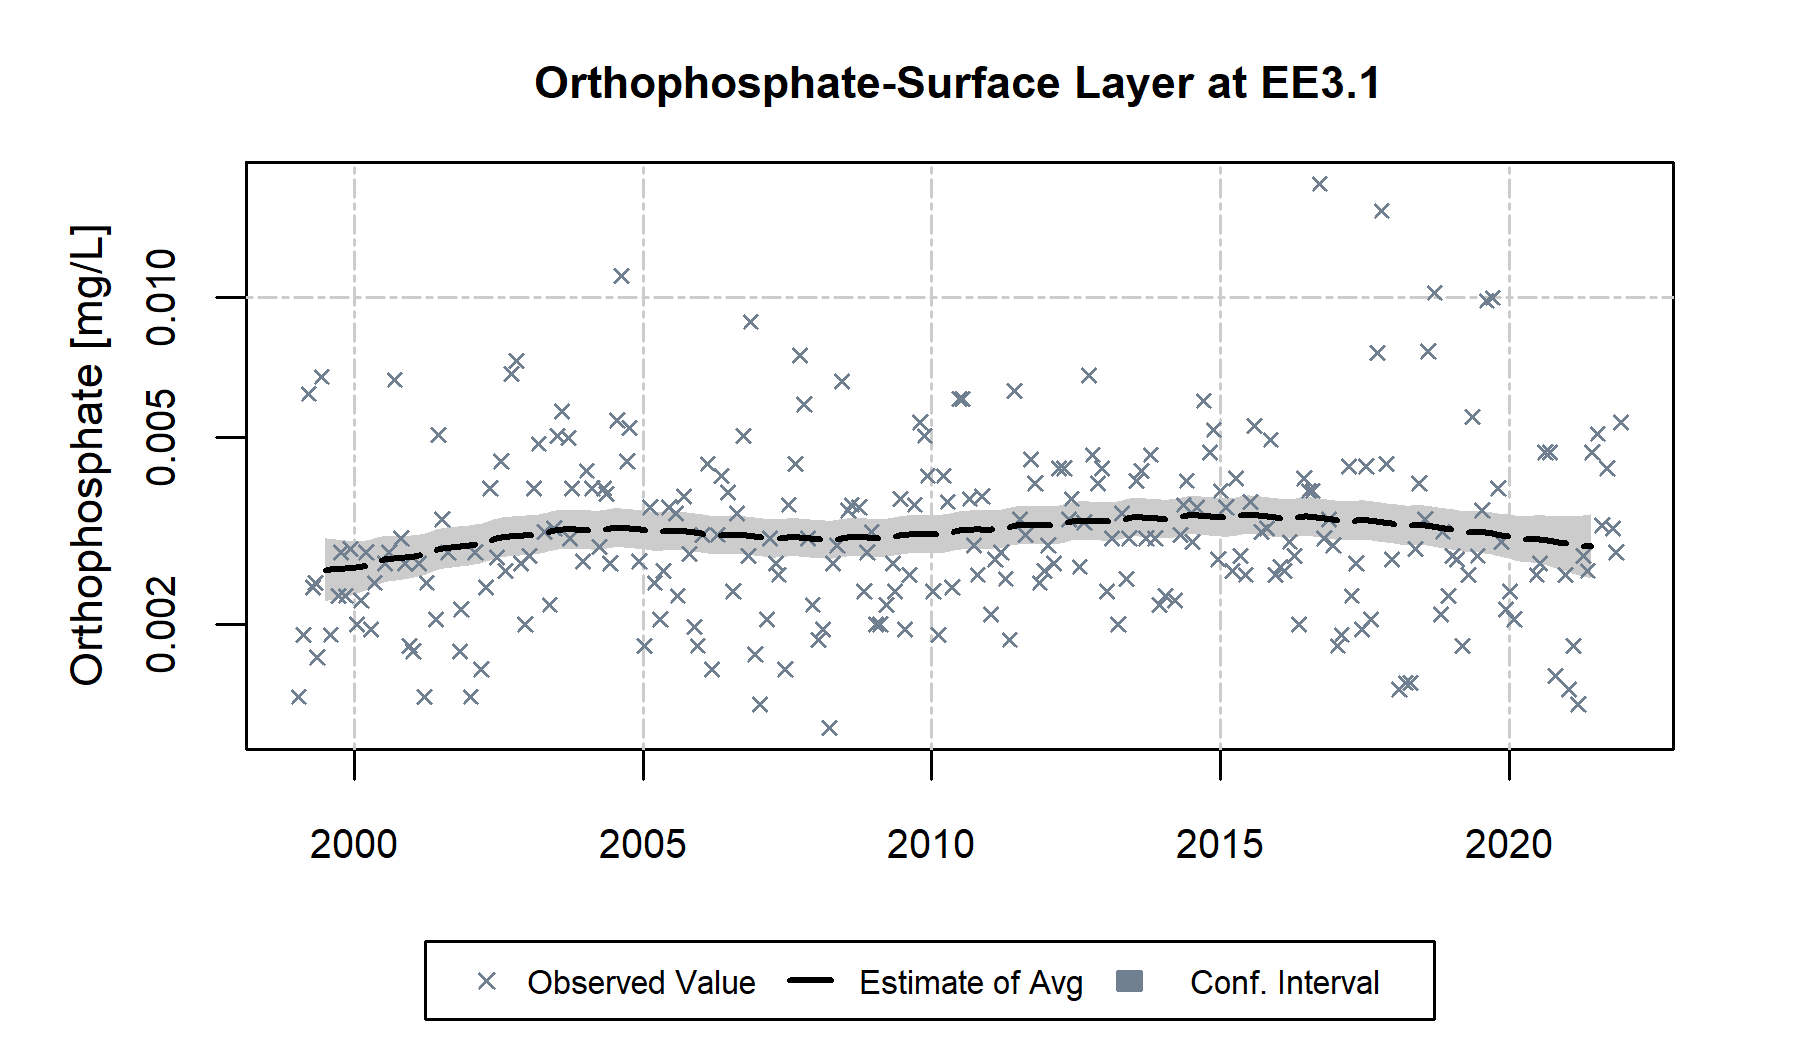 Orthophosphate-Surface Layer at EE3.1
Orthophosphate [mg/L]
0.010
0.005
0.002
2000 2005 2010 2015 2020
Observed Value Estimate of Avg Conf. Interval